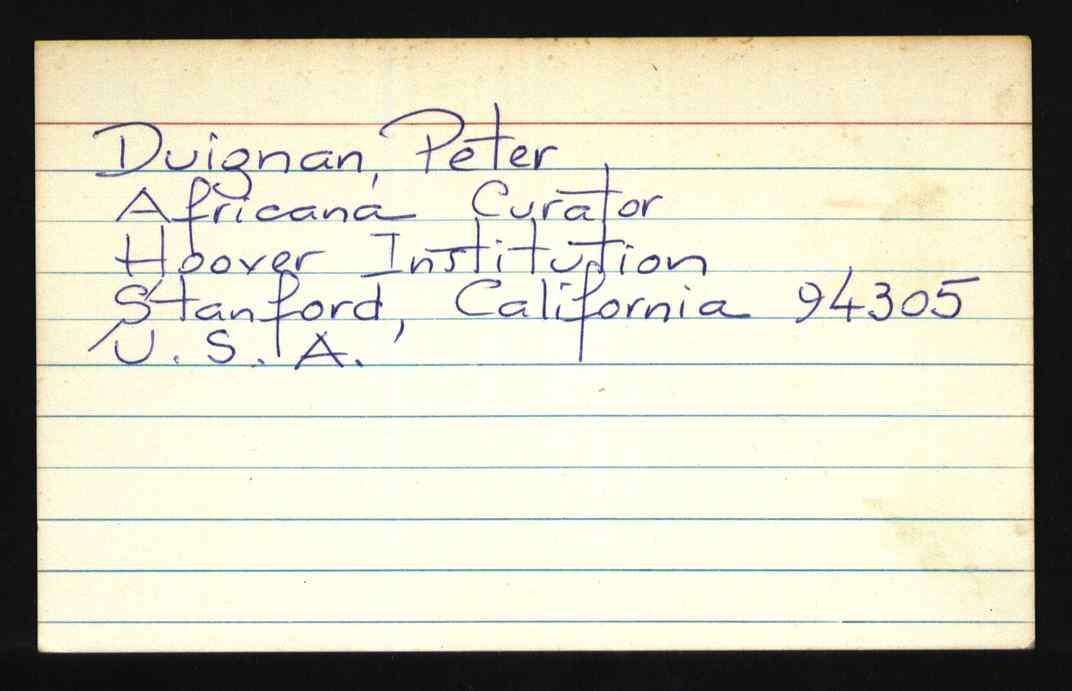 Duignan, Peter
Africana Curator
Hoover Institution
Stanford, California 94305
U.S.A.